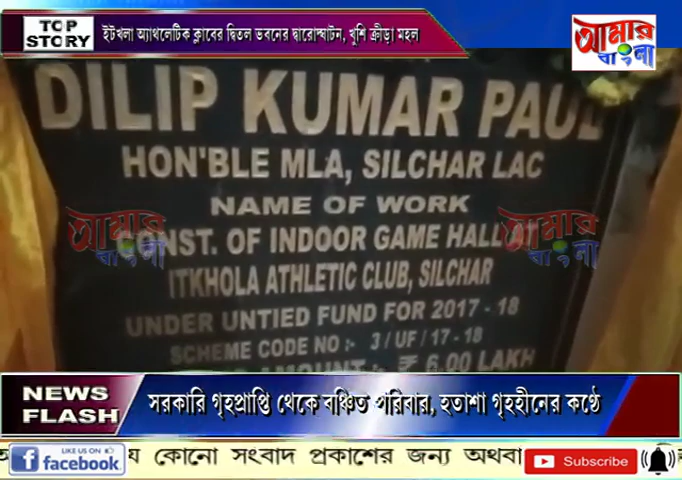 TOP STORY
ইটখলা অ্যাথলেটিক ক্লাবের দ্বিতল ভবনের দ্বারোদ্ঘাটন, খুশি ক্রীড়া মহল
আমার বাংলা
DILIP KUMAR PAUL
HON'BLE MLA, SILCHAR LAC
NAME OF WORK
আমার বাংলা
CONST. OF INDOOR GAME HALL
আমার বাংলা
ITKHOLA ATHLETIC CLUB, SILCHAR
UNDER UNTIED FUND FOR 2017 - 18
SCHEME CODE NO :- 3 / UF / 17 - 18
AMOUNT :- ₹ 6.00 LAKH
NEWS FLASH
সরকারি গৃহপ্রাপ্তি থেকে বঞ্চিত পরিবার, হতাশা গৃহহীনের কণ্ঠে
LIKE US ON
facebook
যে কোনো সংবাদ প্রকাশের জন্য অথবা
Subscribe